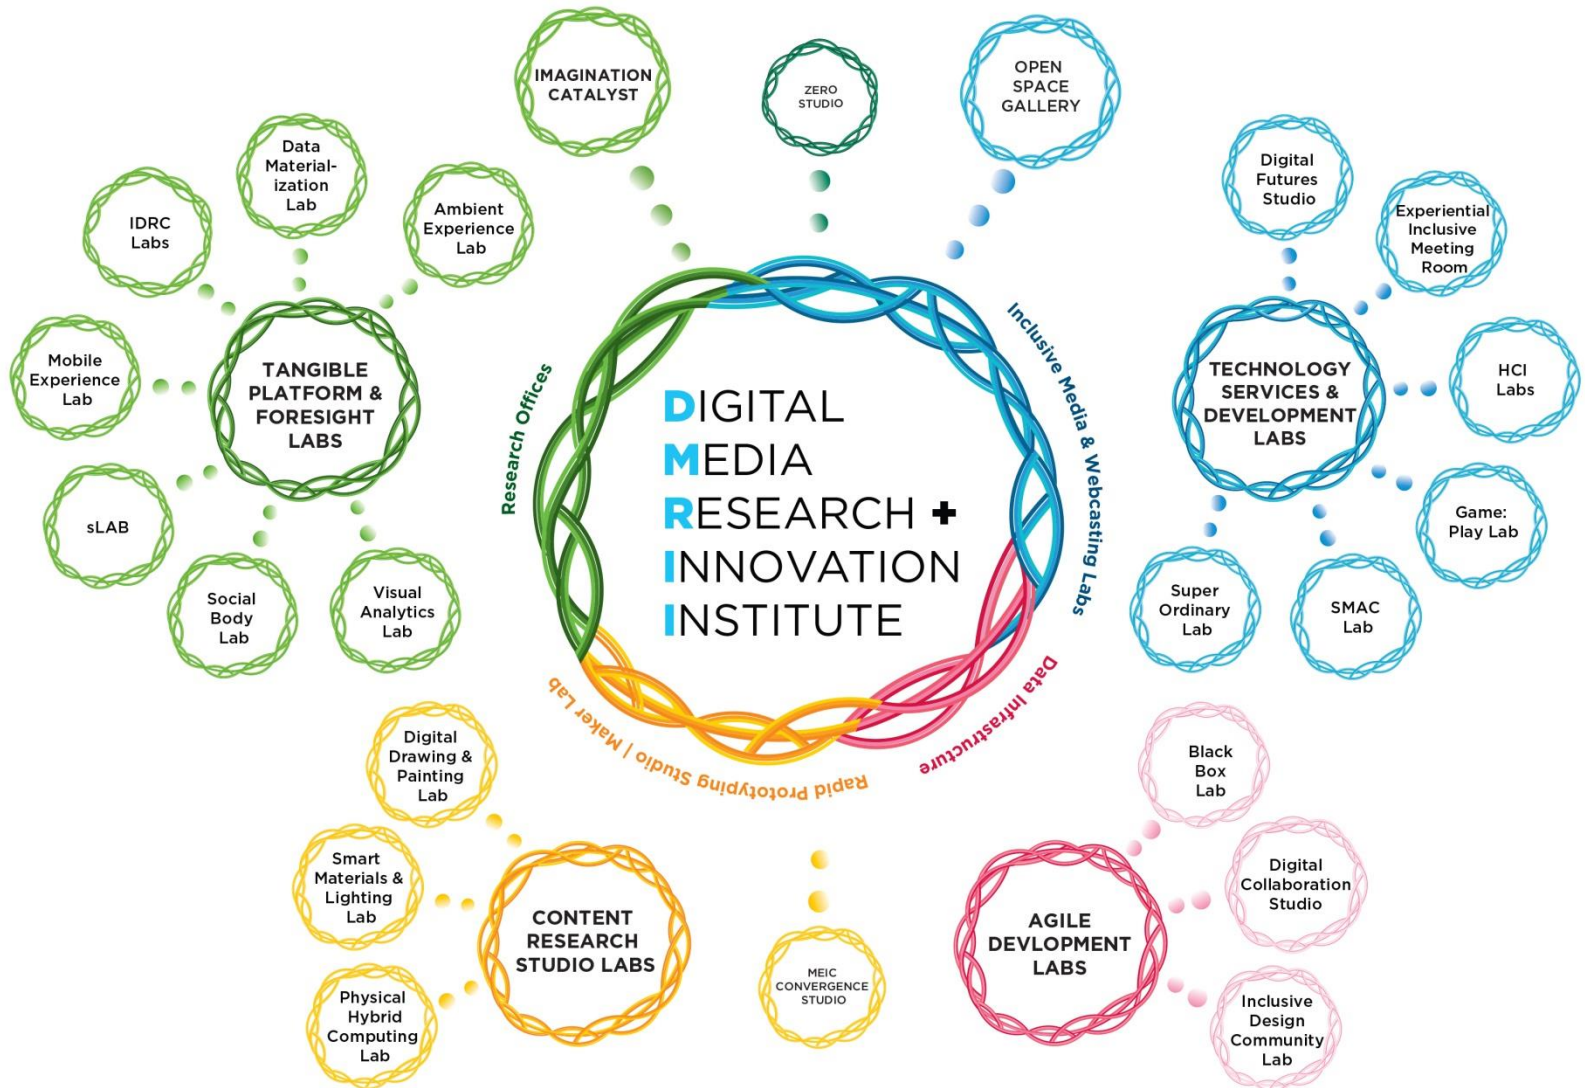 IMAGINATION
CATALYST
ZERO
STUDIO
OPEN
SPACE
GALLERY
Data
Material-
ization
Lab
IDRC
Labs
Ambient
Experience
Lab
Mobile
Experience
Lab
TANGIBLE
PLATFORM &
FORESIGHT
LABS
sLAB
Social
Body
Lab
Visual
Analytics
Lab
Research Offices
DIGITAL
MEDIA
RESEARCH +
INNOVATION
INSTITUTE
Inclusive Media & Webcasting Labs
Data Infrastructure
Rapid Prototyping Studio | Maker Lab
Digital
Futures
Studio
Experiential
Inclusive
Meeting
Room
TECHNOLOGY
SERVICES &
DEVELOPMENT
LABS
HCI
Labs
Game:
Play Lab
Super
Ordinary
Lab
SMAC
Lab
Digital
Drawing &
Painting
Lab
Smart
Materials &
Lighting
Lab
Physical
Hybrid
Computing
Lab
CONTENT
RESEARCH
STUDIO LABS
MEIC
CONVERGENCE
STUDIO
AGILE
DEVLOPMENT
LABS
Black
Box
Lab
Digital
Collaboration
Studio
Inclusive
Design
Community
Lab